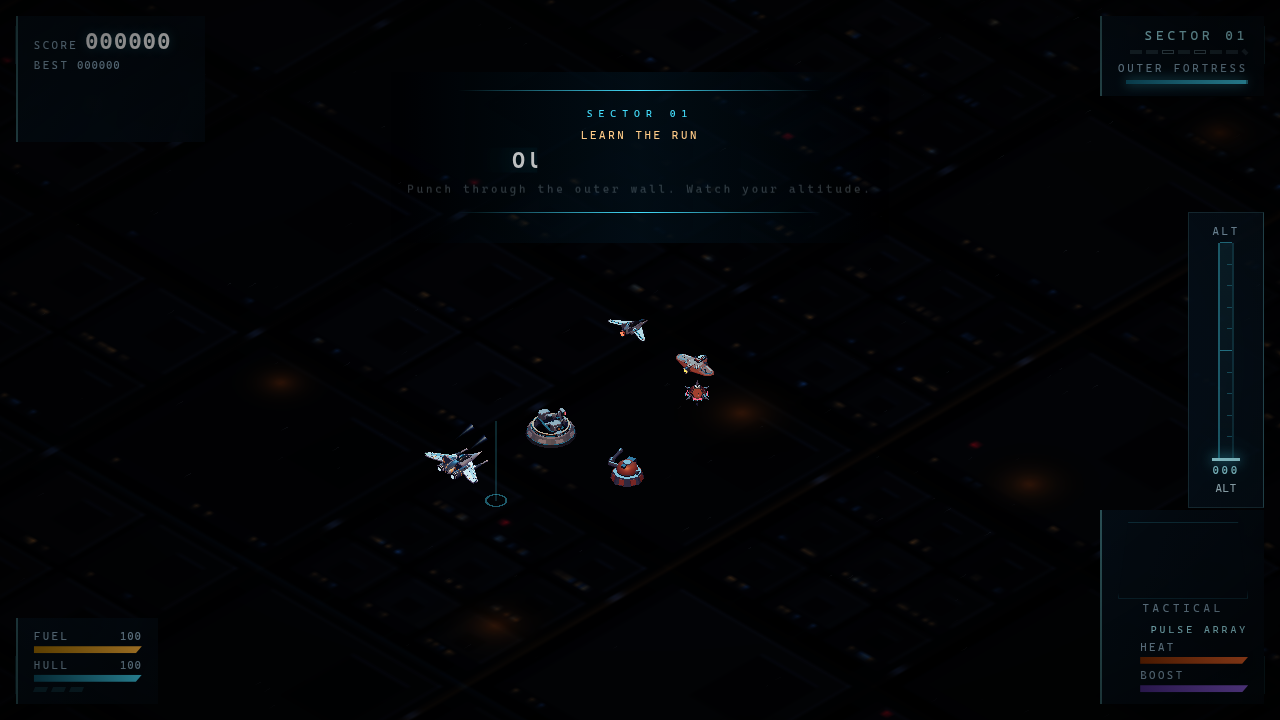 SCORE 000000
BEST 000000
SECTOR 01
OUTER FORTRESS
SECTOR 01
LEARN THE RUN
Ol
Punch through the outer wall. Watch your altitude.
ALT
000
ALT
FUEL 100
HULL 100
TACTICAL
PULSE ARRAY
HEAT
BOOST